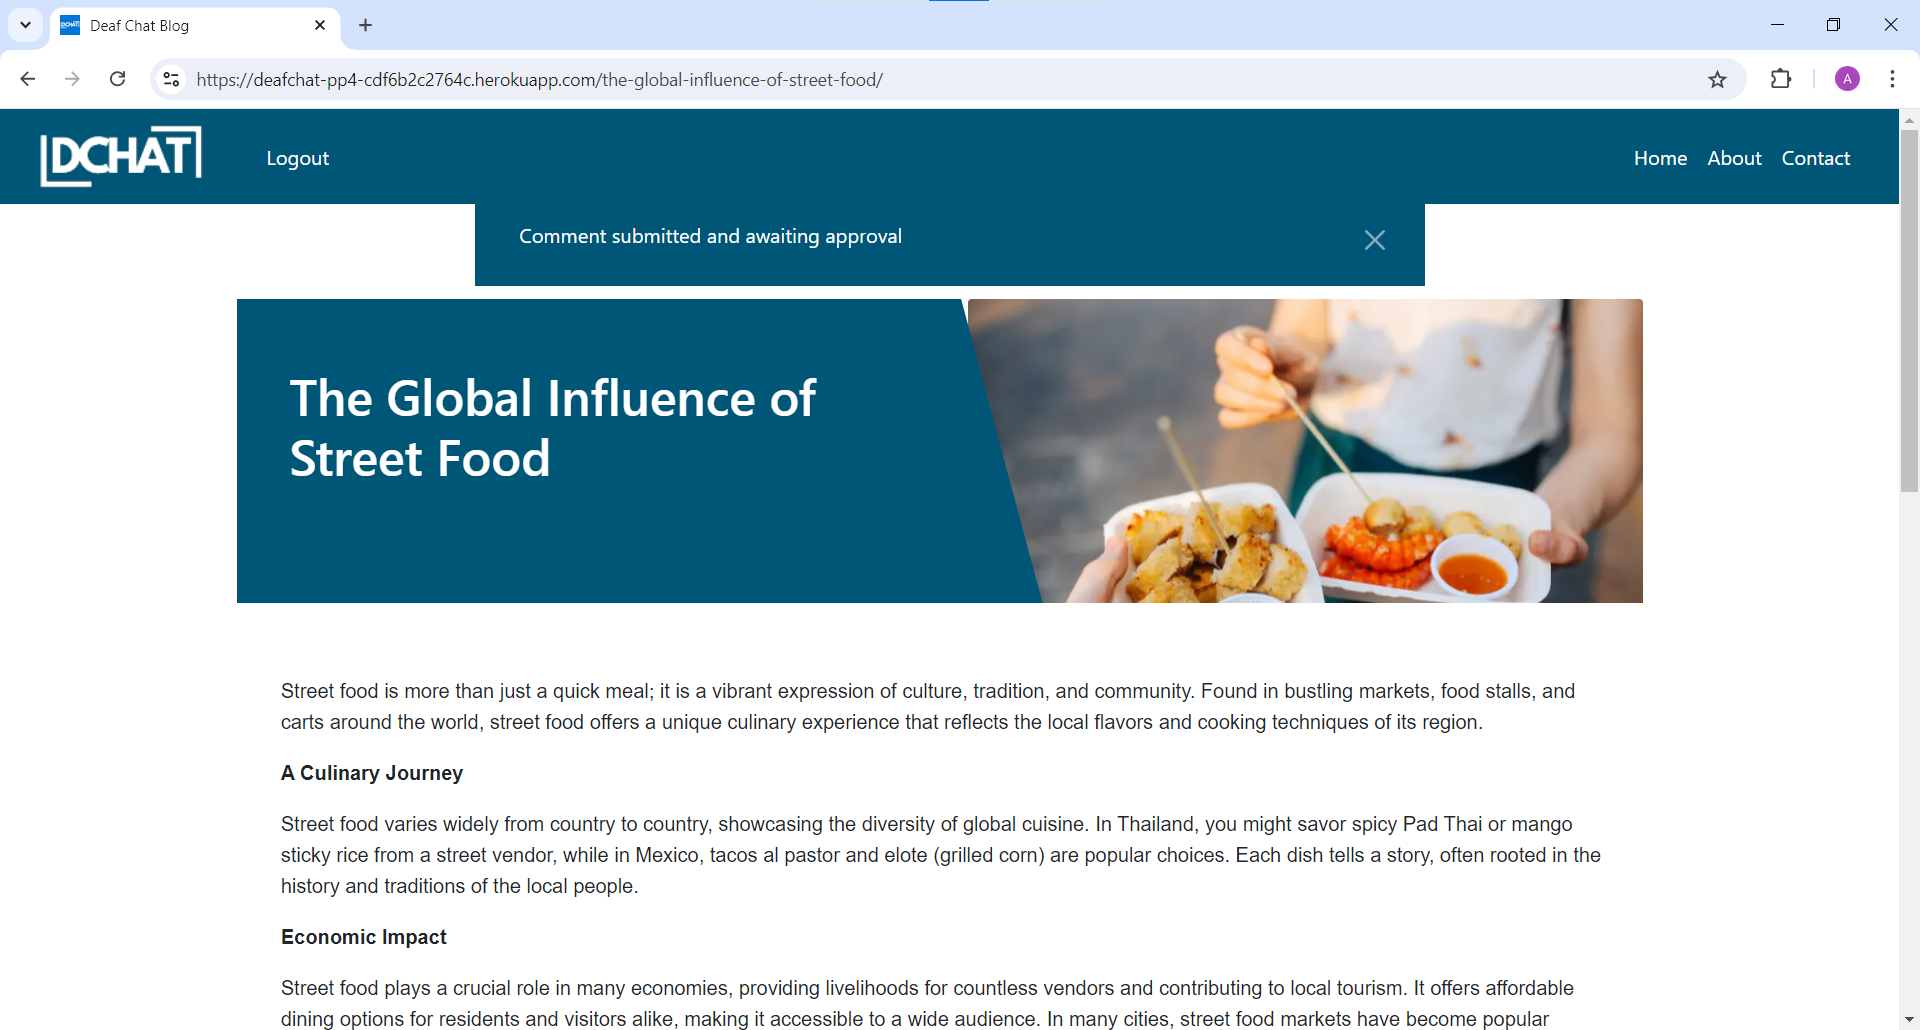 Deaf Chat Blog
https://deafchat-pp4-cdf6b2c2764c.herokuapp.com/the-global-influence-of-street-food/
A
DCHAT
Logout
Home About Contact
Comment submitted and awaiting approval
The Global Influence of
Street Food
Street food is more than just a quick meal; it is a vibrant expression of culture, tradition, and community. Found in bustling markets, food stalls, and
carts around the world, street food offers a unique culinary experience that reflects the local flavors and cooking techniques of its region.
A Culinary Journey
Street food varies widely from country to country, showcasing the diversity of global cuisine. In Thailand, you might savor spicy Pad Thai or mango
sticky rice from a street vendor, while in Mexico, tacos al pastor and elote (grilled corn) are popular choices. Each dish tells a story, often rooted in the
history and traditions of the local people.
Economic Impact
Street food plays a crucial role in many economies, providing livelihoods for countless vendors and contributing to local tourism. It offers affordable
dining options for residents and visitors alike, making it accessible to a wide audience. In many cities, street food markets have become popular